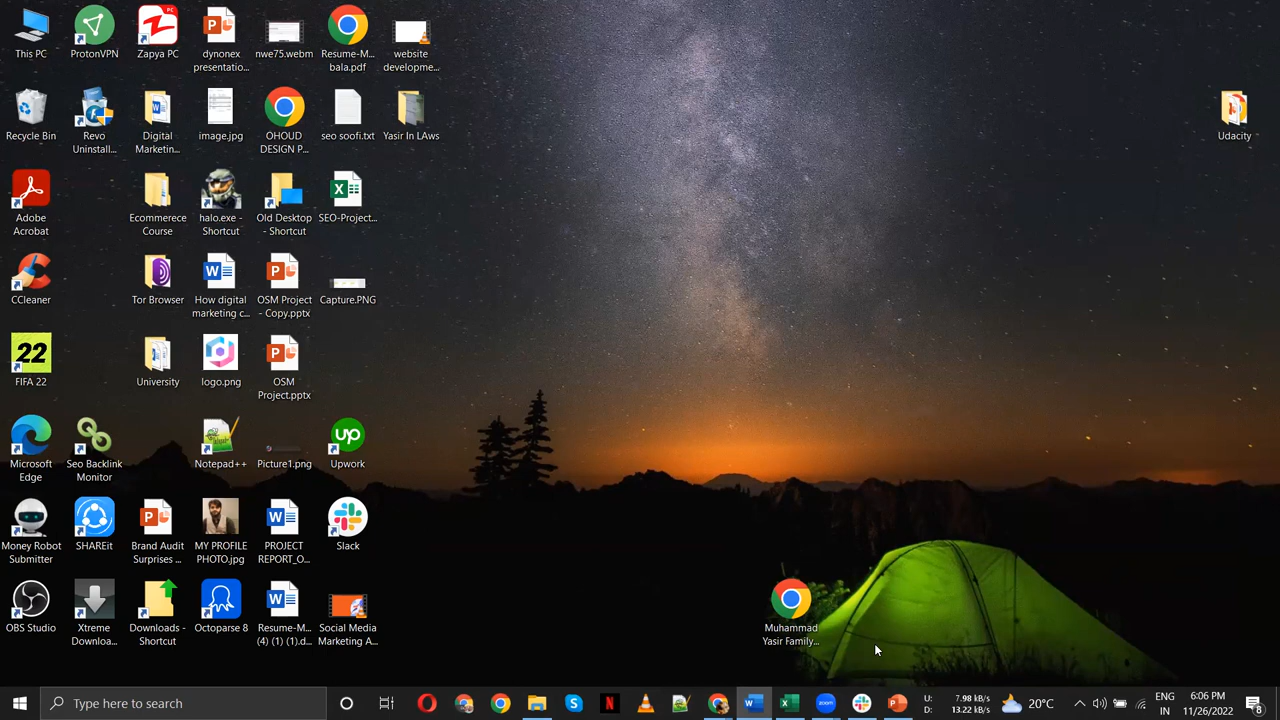 This PC
ProtonVPN
Zapya PC
dynonex
presentatio...
nwe75.webm
Resume-M...
bala.pdf
website
developme...
Recycle Bin
Revo
Uninstall...
Digital
Marketin...
image.jpg
OHOUD
DESIGN P...
seo soofi.txt
Yasir In LAws
Udacity
Adobe
Acrobat
Ecommerece
Course
halo.exe -
Shortcut
Old Desktop
- Shortcut
SEO-Project...
CCleaner
Tor Browser
How digital
marketing c...
OSM Project
- Copy.pptx
Capture.PNG
22
FIFA 22
University
logo.png
OSM
Project.pptx
Microsoft
Edge
Seo Backlink
Monitor
Notepad++
Picture1.png
up
Upwork
Money Robot
Submitter
SHAREit
Brand Audit
Surprises ...
MY PROFILE
PHOTO.jpg
PROJECT
REPORT_O...
Slack
OBS Studio
Xtreme
Downloa...
Downloads -
Shortcut
Octoparse 8
Resume-M...
(4) (1) (1).d...
Social Media
Marketing A...
Muhammad
Yasir Family...
Type here to search
zoom
U: 7.98 kB/s
D: 13.22 kB/s
20°C
ENG
IN
6:06 PM
11/26/2022
8